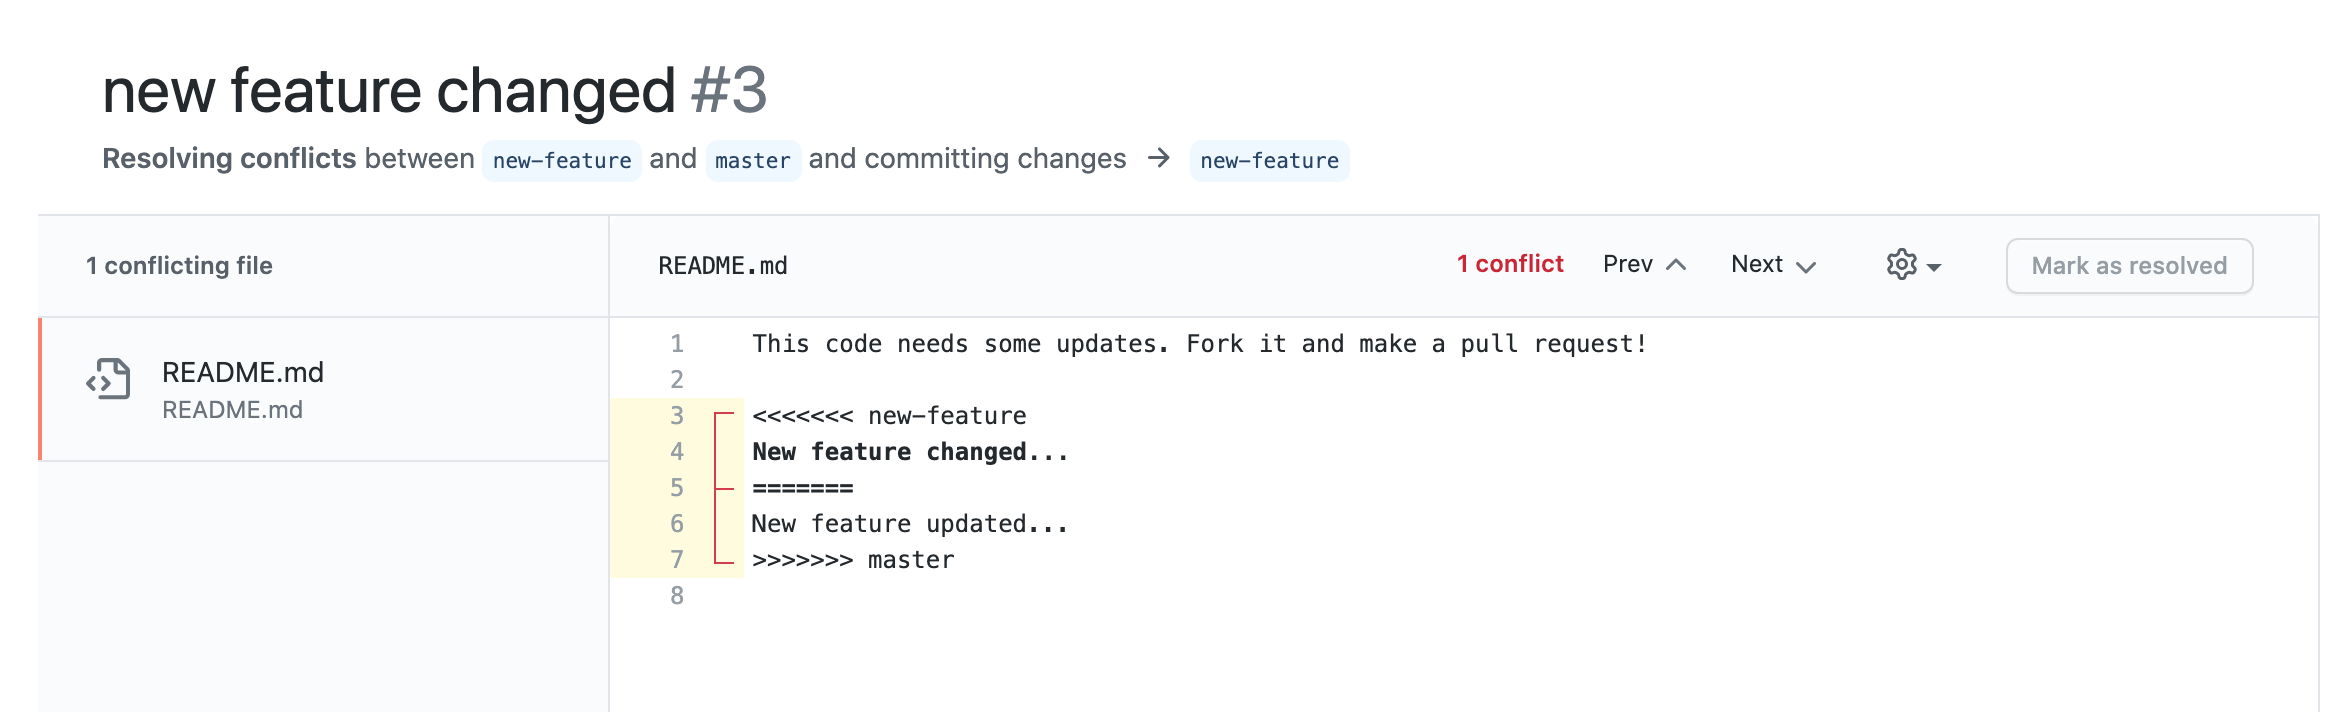 new feature changed #3
Resolving conflicts between new-feature and master and committing changes → new-feature
1 conflicting file
README.md
README.md
README.md
1 conflict Prev Next
Mark as resolved
1 This code needs some updates. Fork it and make a pull request!
2
3 <<<<<<< new-feature
4 New feature changed...
5 =======
6 New feature updated...
7 >>>>>>> master
8